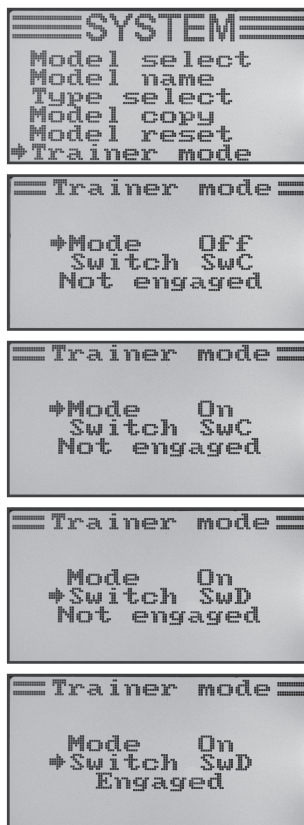 SYSTEM
Model select
Model name
Type select
Model copy
Model reset
Trainer mode
Trainer mode
Mode Off
Switch SwC
Not engaged
Trainer mode
Mode On
Switch SwC
Not engaged
Trainer mode
Mode On
Switch SwD
Not engaged
Trainer mode
Mode On
Switch SwD
Engaged